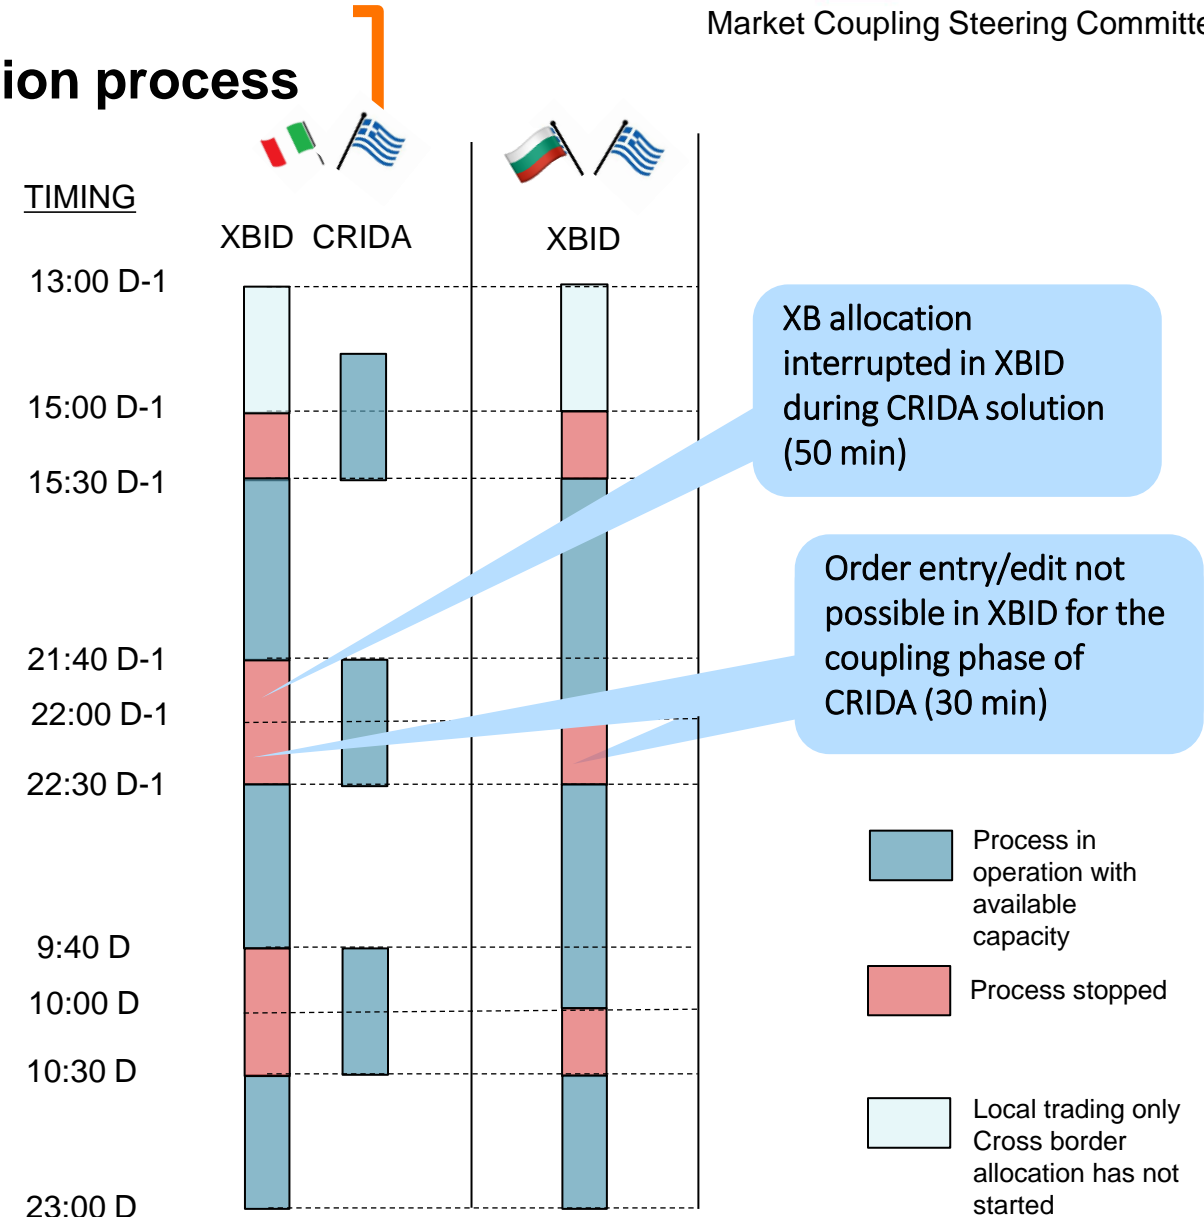 Market Coupling Steering Committe
ion process
TIMING
XBID CRIDA
XBID
13:00 D-1
15:00 D-1
15:30 D-1
21:40 D-1
22:00 D-1
22:30 D-1
9:40 D
10:00 D
10:30 D
23:00 D
XB allocation
interrupted in XBID
during CRIDA solution
(50 min)
Order entry/edit not
possible in XBID for the
coupling phase of
CRIDA (30 min)
Process in
operation with
available
capacity
Process stopped
Local trading only
Cross border
allocation has not
started